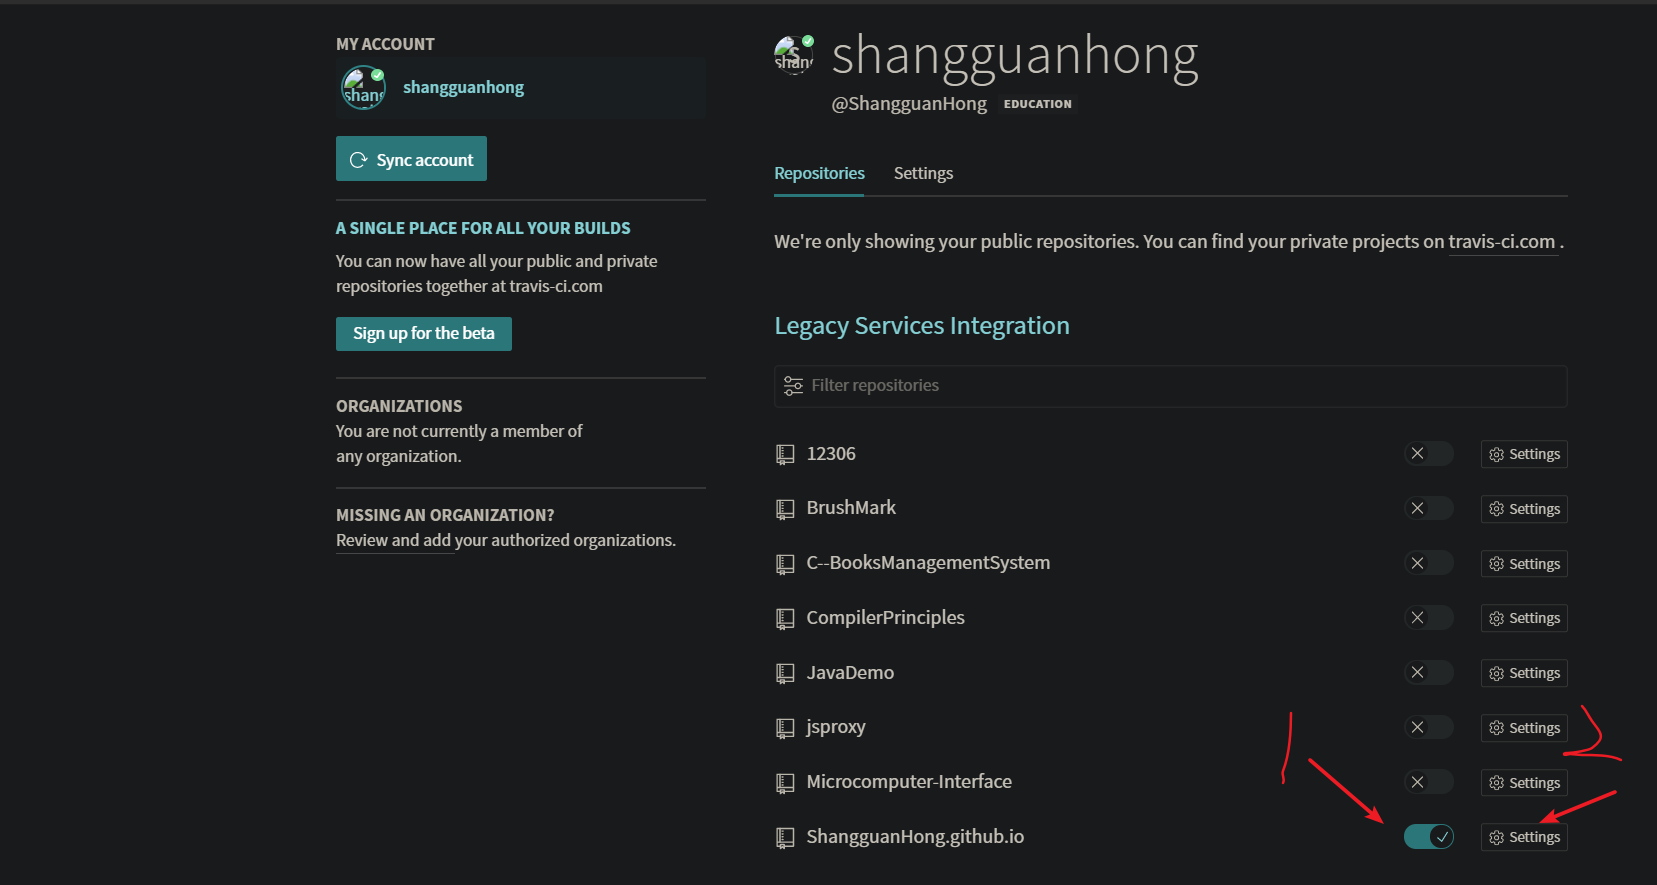 MY ACCOUNT
shangguanhong
Sync account
A SINGLE PLACE FOR ALL YOUR BUILDS
You can now have all your public and private
repositories together at travis-ci.com
Sign up for the beta
ORGANIZATIONS
You are not currently a member of
any organization.
MISSING AN ORGANIZATION?
Review and add your authorized organizations.
shangguanhong
@ShangguanHong EDUCATION
Repositories Settings
We're only showing your public repositories. You can find your private projects on travis-ci.com .
Legacy Services Integration
Filter repositories
12306 Settings
BrushMark Settings
C--BooksManagementSystem Settings
CompilerPrinciples Settings
JavaDemo Settings
jsproxy Settings
1 2
Microcomputer-Interface Settings
ShangguanHong.github.io Settings